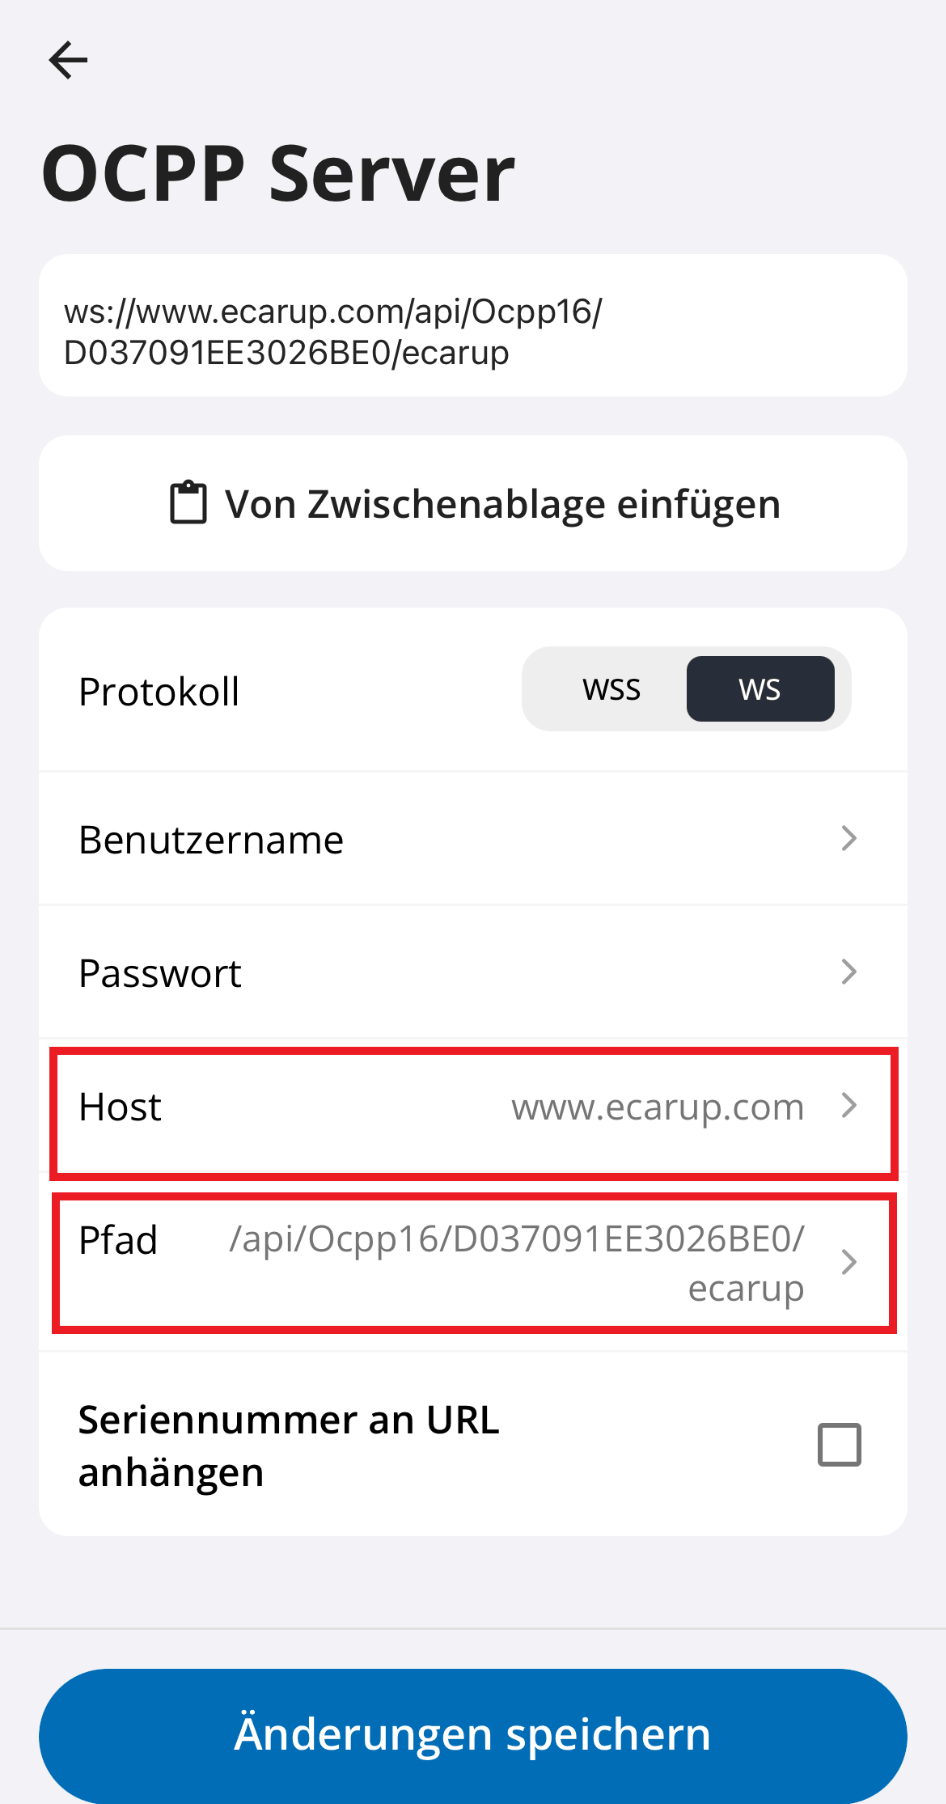 OCPP Server
ws://www.ecarup.com/api/Ocpp16/
D037091EE3026BE0/ecarup
Von Zwischenablage einfügen
Protokoll WSS WS
Benutzername
Passwort
Host www.ecarup.com
Pfad /api/Ocpp16/D037091EE3026BE0/
ecarup
Seriennummer an URL
anhängen
Änderungen speichern